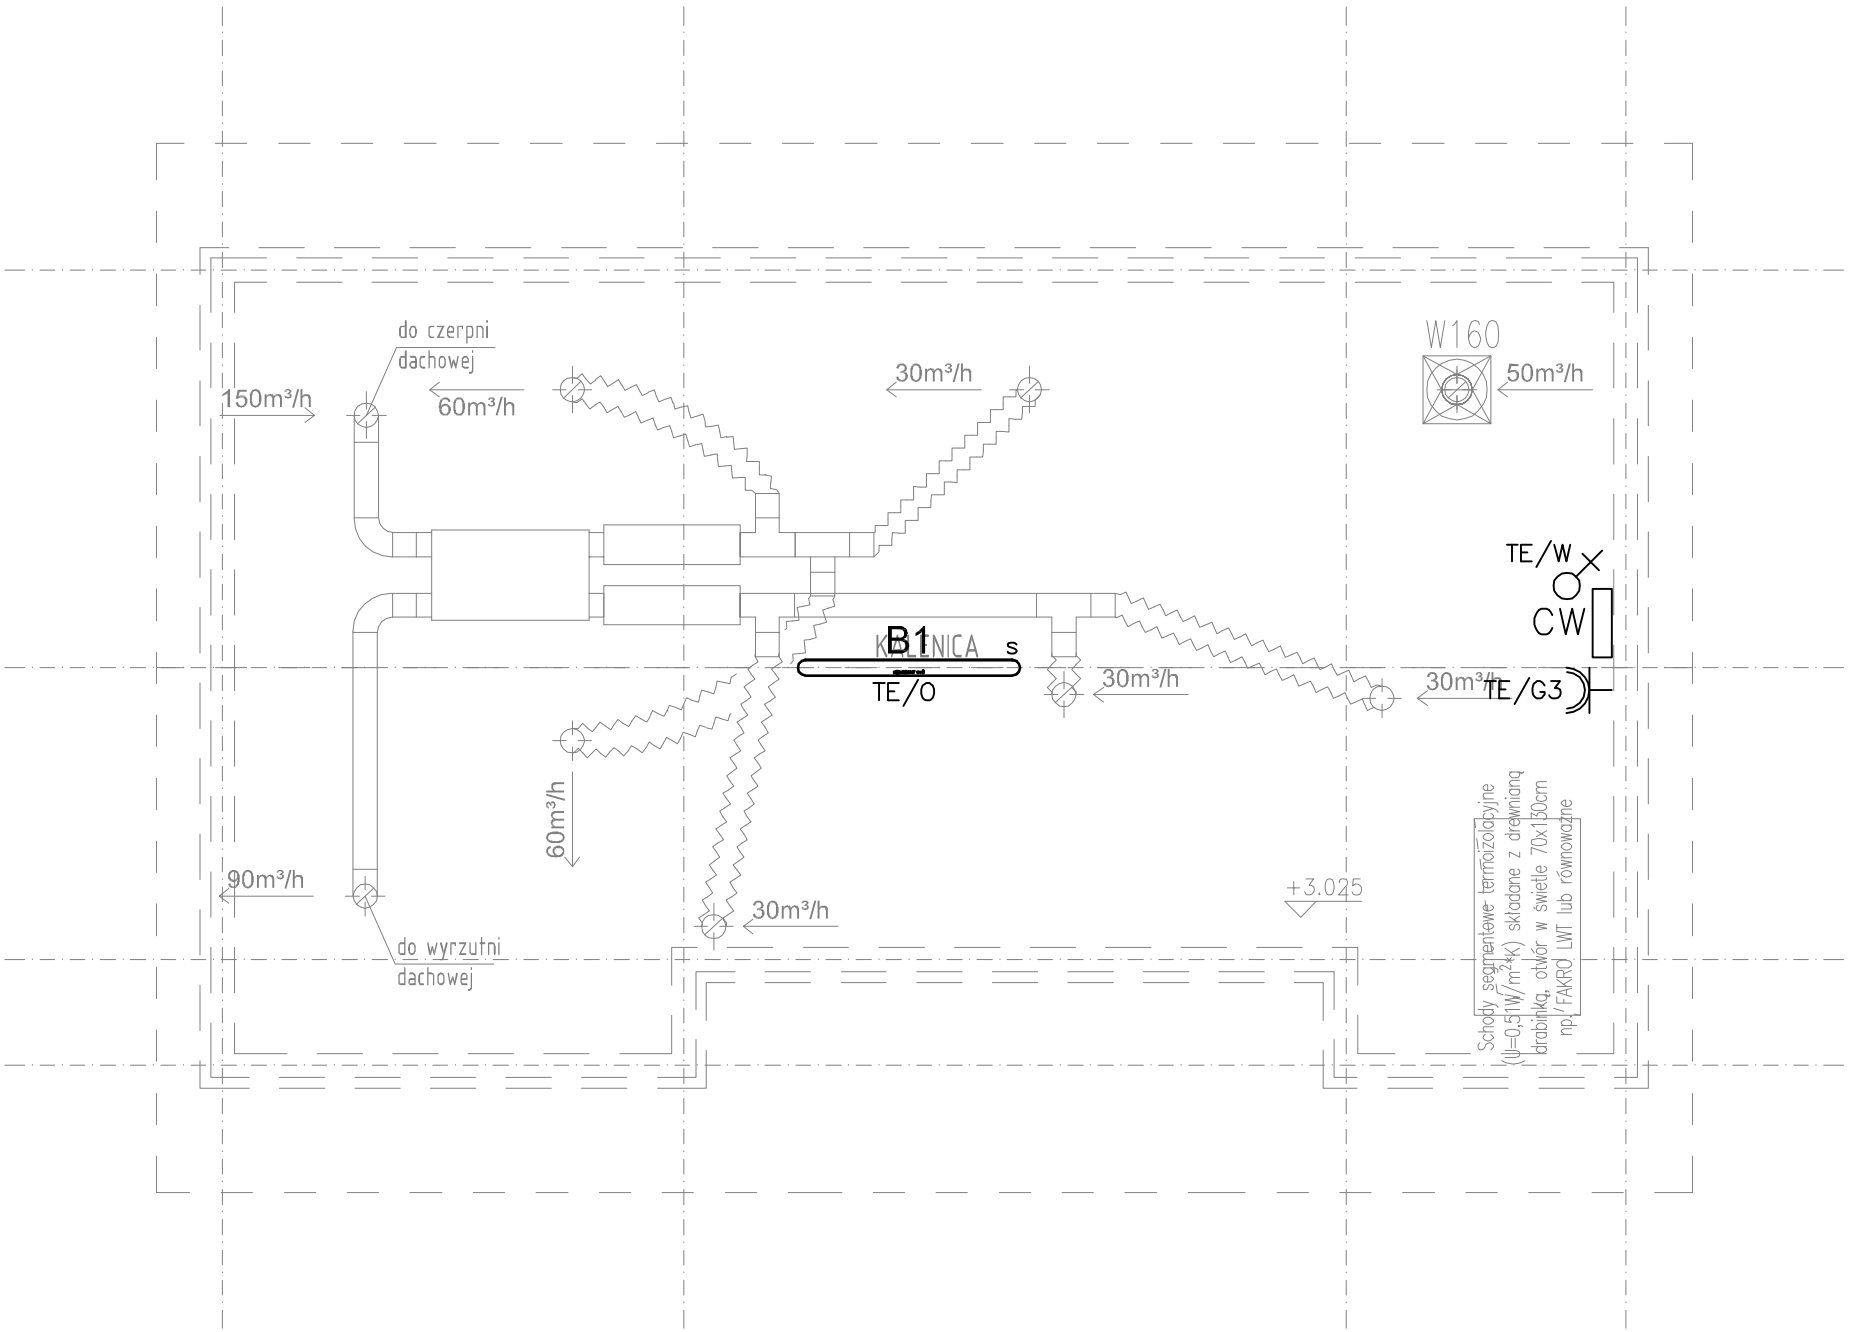 W160
do czerpni
dachowej
30m³/h
50m³/h
150m³/h
60m³/h
TE/W
CW
B1
KALENICA
s
TE/O
30m³/h
30m³/h
TE/G3
60m³/h
Schody segmentowe termoizolacyjne
(U=0,51W/m²*K) składane z drewnianą
drabinką, otwór w świetle 70x130cm
np. FAKRO LWT lub równoważne
90m³/h
+3.025
30m³/h
do wyrzutni
dachowej